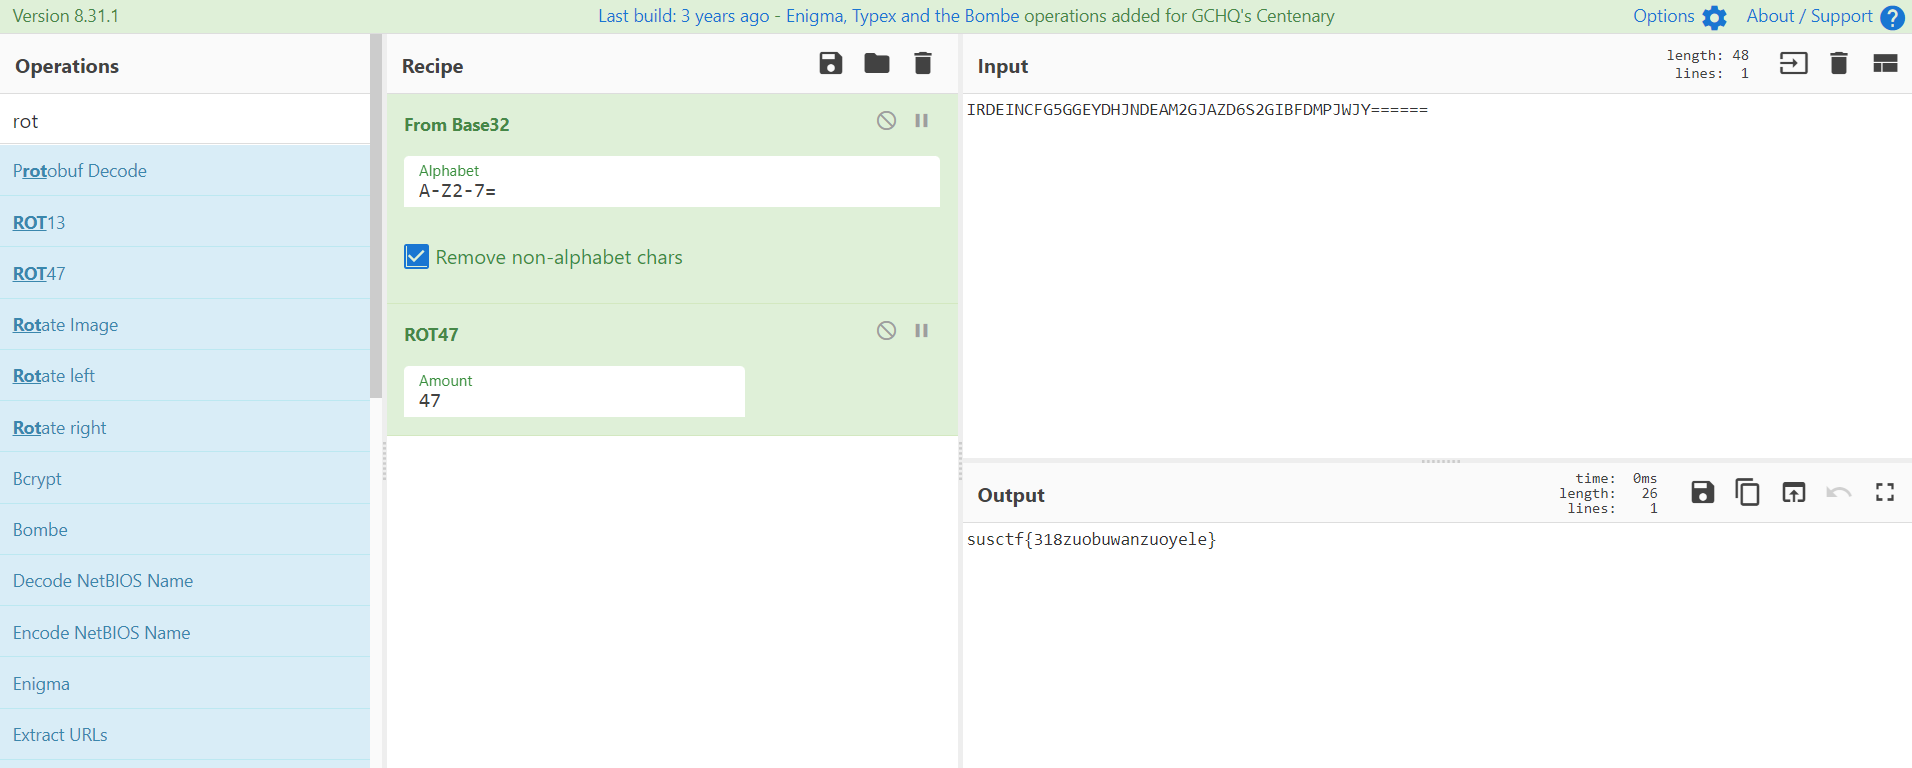 Version 8.31.1
Last build: 3 years ago - Enigma, Typex and the Bombe operations added for GCHQ's Centenary
Options
About / Support
Operations
rot
Protobuf Decode
ROT13
ROT47
Rotate Image
Rotate left
Rotate right
Bcrypt
Bombe
Decode NetBIOS Name
Encode NetBIOS Name
Enigma
Extract URLs
Recipe
From Base32
Alphabet
A-Z2-7=
Remove non-alphabet chars
ROT47
Amount
47
Input
length: 48
lines: 1
IRDEINCFG5GGEYDHJNDEAM2GJAZD6S2GIBFDMPJWJY======
Output
time: 0ms
length: 26
lines: 1
susctf{318zuobuwanzuoyele}